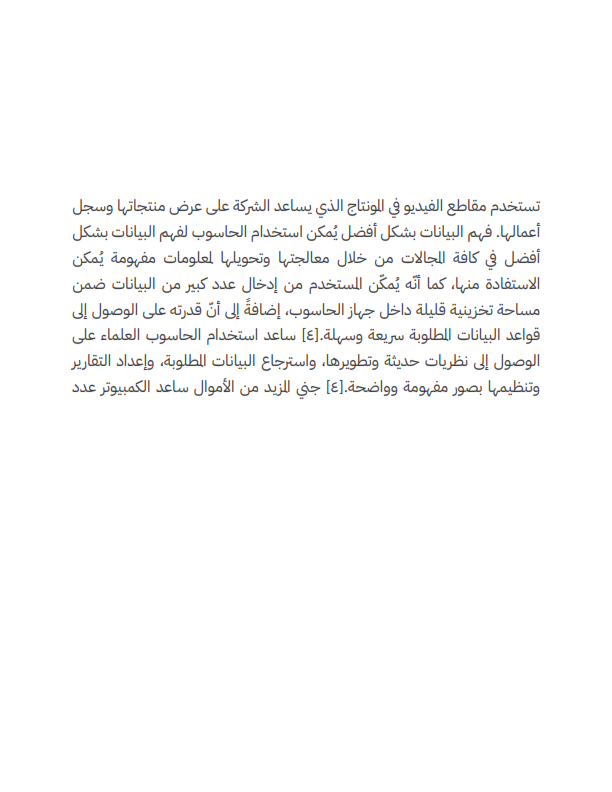 تستخدم مقاطع الفيديو في المونتاج الذي يساعد الشركة على عرض منتجاتها وسجل
أعمالها. فهم البيانات بشكل أفضل يُمكن استخدام الحاسوب لفهم البيانات بشكل
أفضل في كافة المجالات من خلال معالجتها وتحويلها لمعلومات مفهومة يُمكن
الاستفادة منها، كما أنّه يُمكّن المستخدم من إدخال عدد كبير من البيانات ضمن
مساحة تخزينية قليلة داخل جهاز الحاسوب، إضافةً إلى أنّ قدرته على الوصول إلى
قواعد البيانات المطلوبة سريعة وسهلة.[٤] ساعد استخدام الحاسوب العلماء على
الوصول إلى نظريات حديثة وتطويرها، واسترجاع البيانات المطلوبة، وإعداد التقارير
وتنظيمها بصور مفهومة وواضحة.[٤] جني المزيد من الأموال ساعد الكمبيوتر عدد